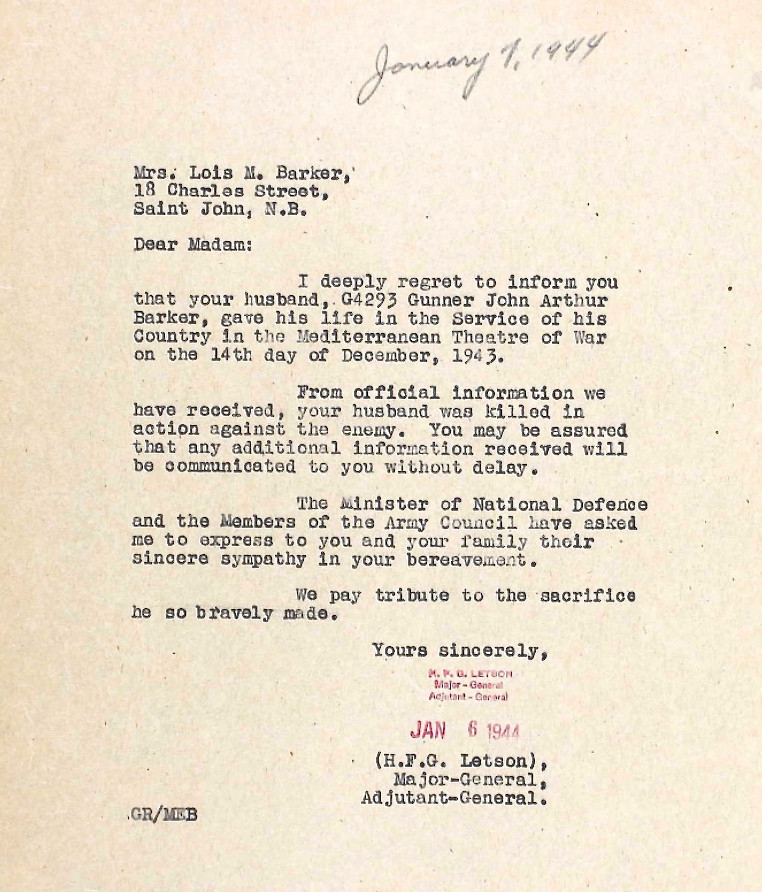 January 7, 1944
Mrs. Lois M. Barker,
18 Charles Street,
Saint John, N.B.
Dear Madam:
I deeply regret to inform you
that your husband, G4293 Gunner John Arthur
Barker, gave his life in the Service of his
Country in the Mediterranean Theatre of War
on the 14th day of December, 1943.
From official information we
have received, your husband was killed in
action against the enemy. You may be assured
that any additional information received will
be communicated to you without delay.
The Minister of National Defence
and the Members of the Army Council have asked
me to express to you and your family their
sincere sympathy in your bereavement.
We pay tribute to the sacrifice
he so bravely made.
Yours sincerely,
H. F. G. LETSON
Major - General
Adjutant - General
JAN 6 1944
(H.F.G. Letson),
Major-General,
Adjutant-General.
GR/MEB